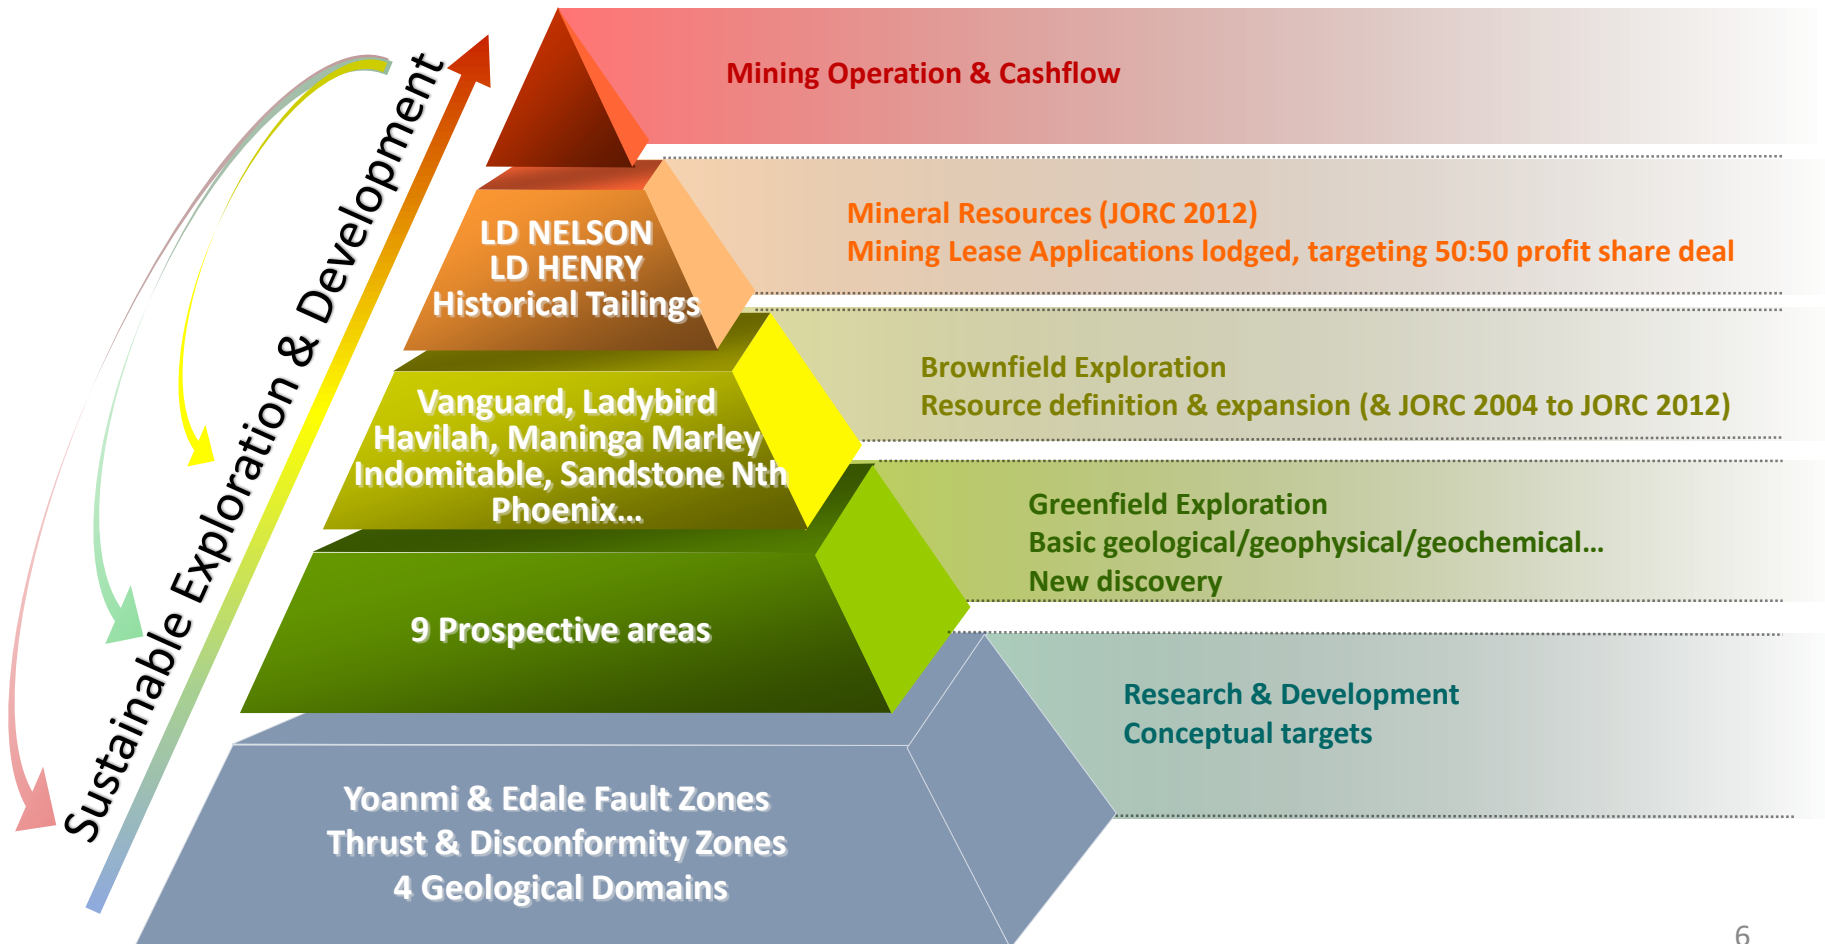 Sustainable Exploration & Development
Mining Operation & Cashflow
LD NELSON
LD HENRY
Historical Tailings
Mineral Resources (JORC 2012)
Mining Lease Applications lodged, targeting 50:50 profit share deal
Vanguard, Ladybird
Havilah, Maninga Marley
Indomitable, Sandstone Nth
Phoenix...
Brownfield Exploration
Resource definition & expansion (& JORC 2004 to JORC 2012)
9 Prospective areas
Greenfield Exploration
Basic geological/geophysical/geochemical...
New discovery
Yoanmi & Edale Fault Zones
Thrust & Disconformity Zones
4 Geological Domains
Research & Development
Conceptual targets
6